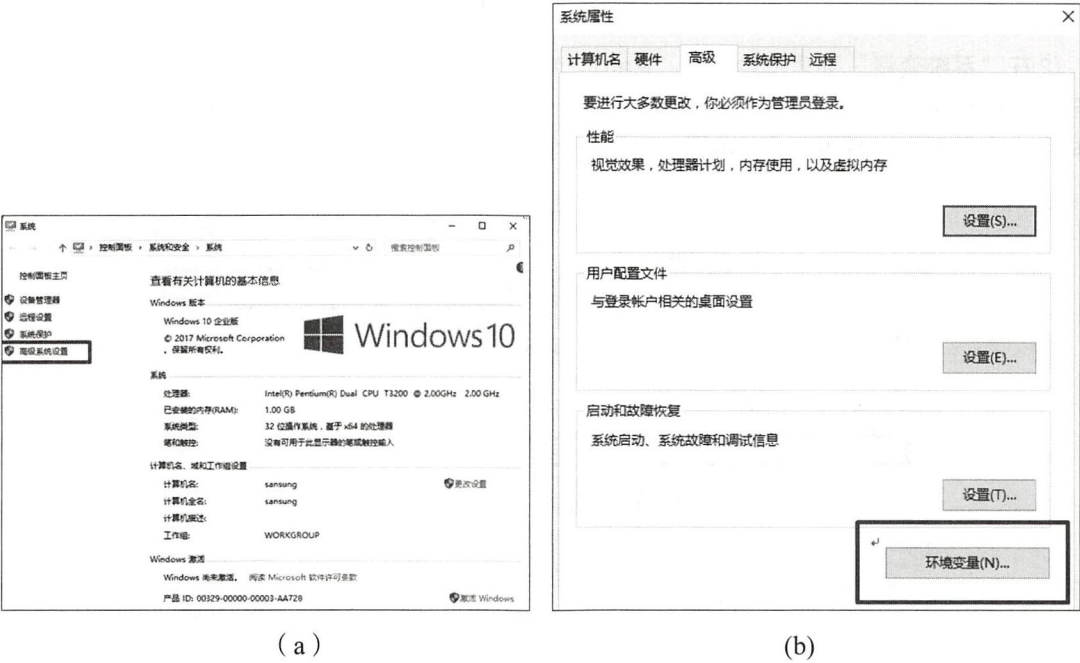 系统
控制面板 › 系统和安全 › 系统
搜索控制面板
控制面板主页
设备管理器
远程设置
系统保护
高级系统设置
查看有关计算机的基本信息
Windows 版本
Windows 10 企业版
© 2017 Microsoft Corporation
。保留所有权利。
Windows 10
系统
处理器: Intel(R) Pentium(R) Dual CPU T3200 @ 2.00GHz 2.00 GHz
已安装的内存(RAM): 1.00 GB
系统类型: 32 位操作系统，基于 x64 的处理器
笔和触控: 没有可用于此显示器的笔或触控输入
计算机名、域和工作组设置
计算机名: sansung
更改设置
计算机全名: sansung
计算机描述:
工作组: WORKGROUP
Windows 激活
Windows 尚未激活。 阅读 Microsoft 软件许可条款
产品 ID: 00329-00000-00003-AA728
激活 Windows
(a)
系统属性
计算机名 硬件 高级 系统保护 远程
要进行大多数更改，你必须作为管理员登录。
性能
视觉效果，处理器计划，内存使用，以及虚拟内存
设置(S)...
用户配置文件
与登录帐户相关的桌面设置
设置(E)...
启动和故障恢复
系统启动、系统故障和调试信息
设置(T)...
环境变量(N)...
(b)